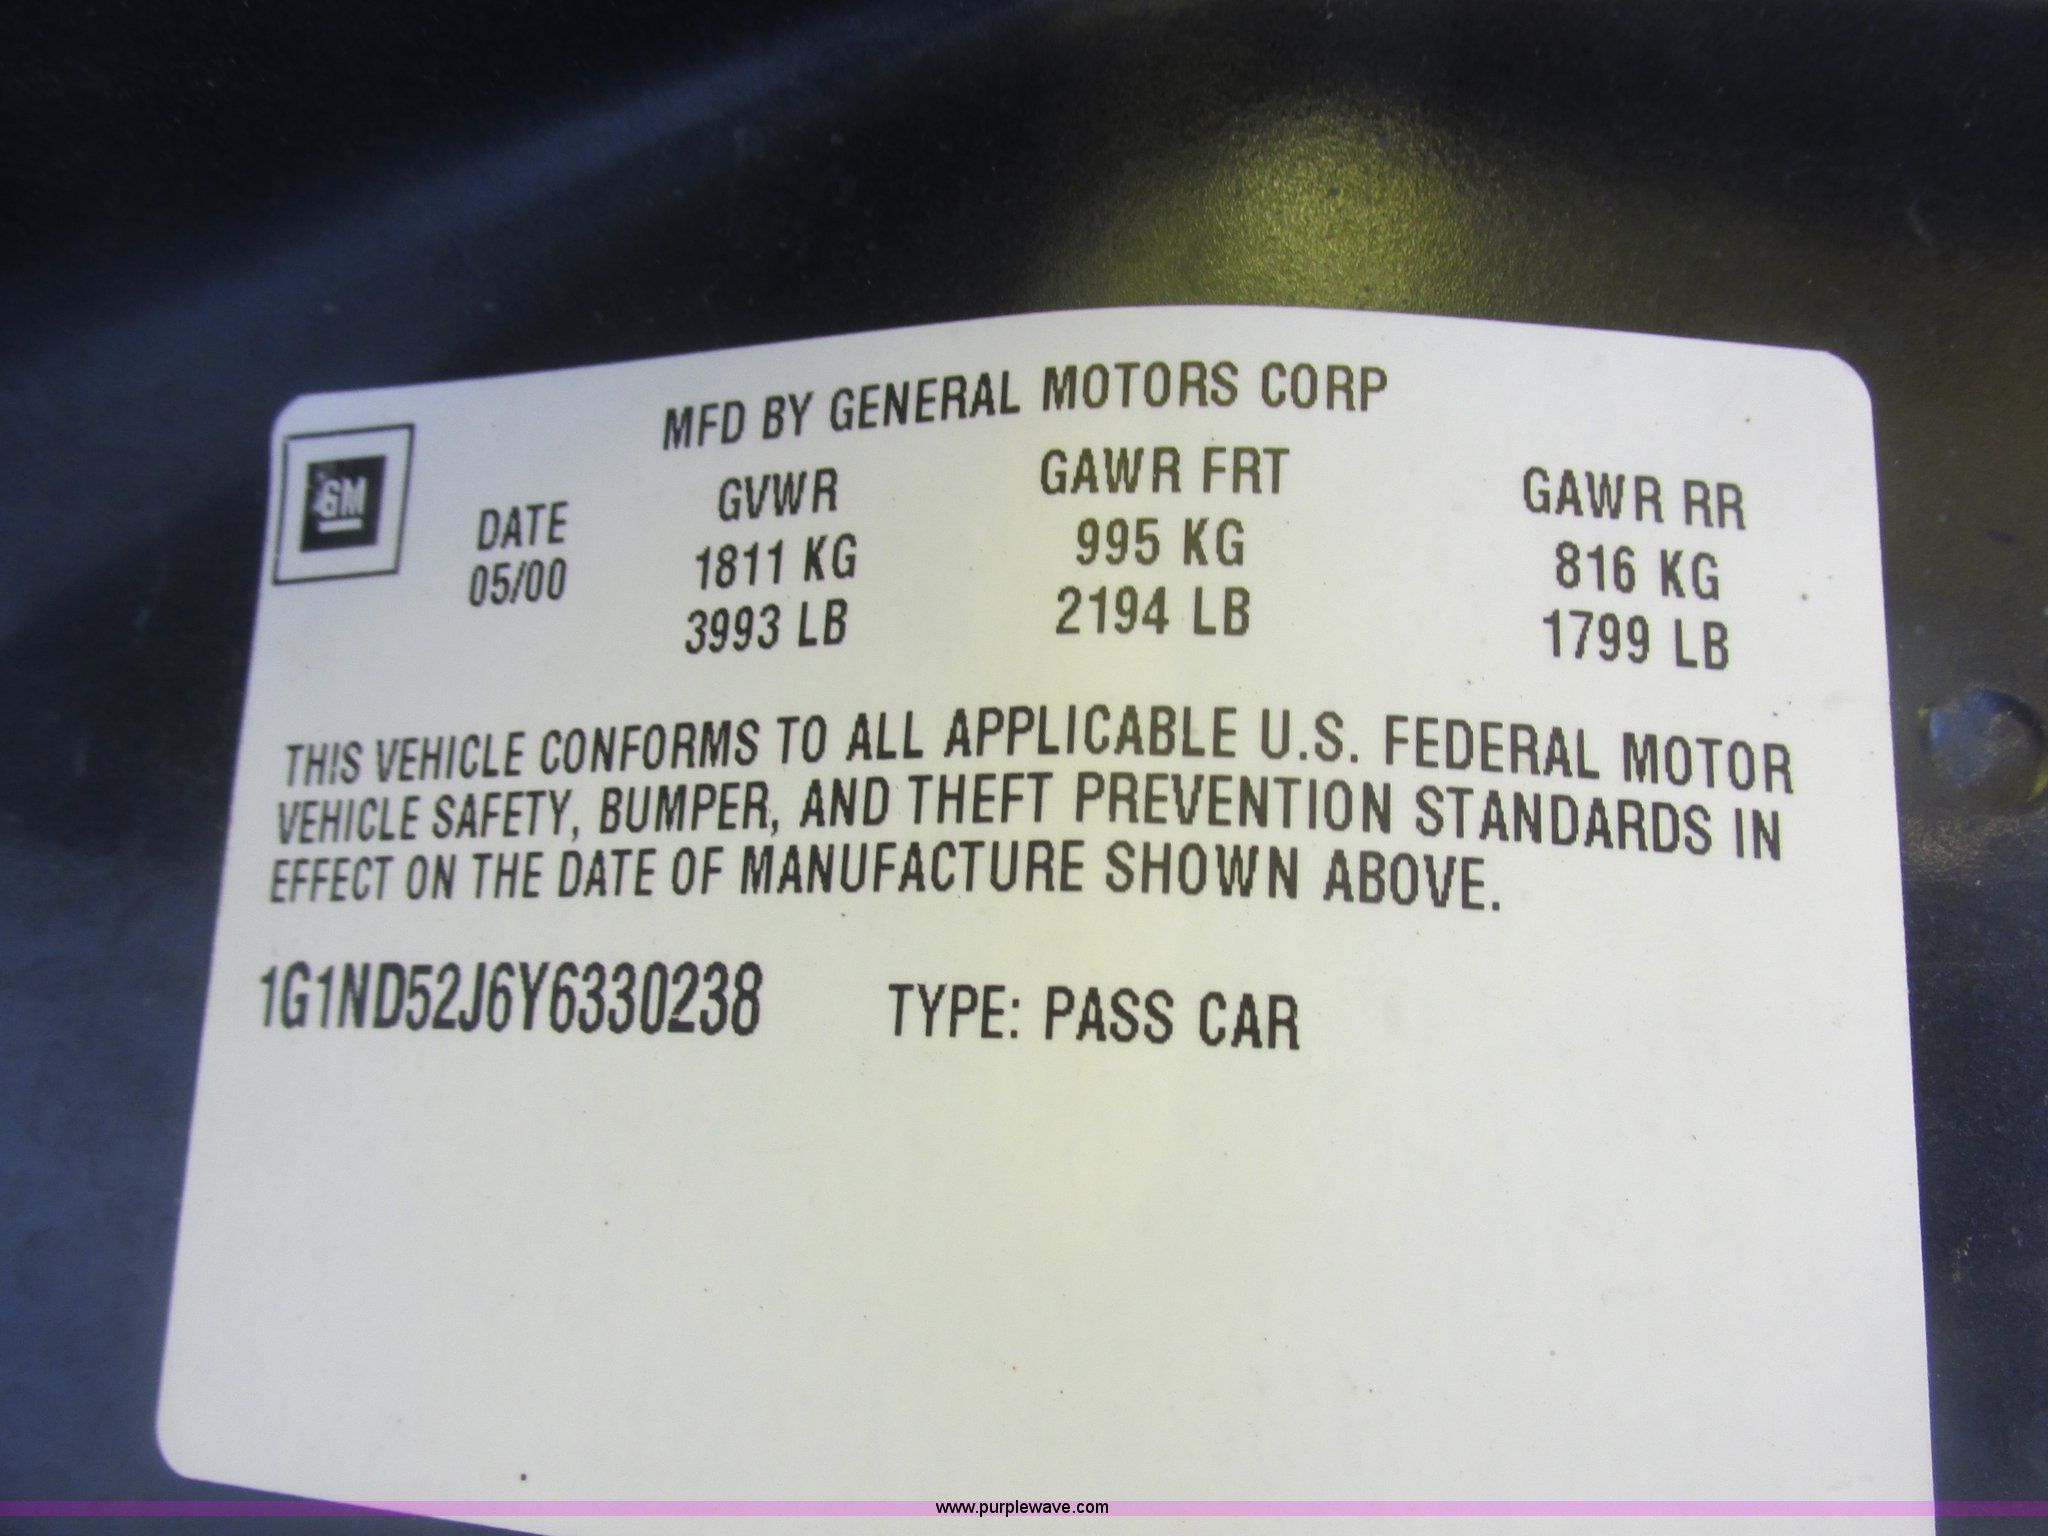 MFD BY GENERAL MOTORS CORP
GM
DATE
05/00
GVWR
1811 KG
3993 LB
GAWR FRT
995 KG
2194 LB
GAWR RR
816 KG
1799 LB
THIS VEHICLE CONFORMS TO ALL APPLICABLE U.S. FEDERAL MOTOR
VEHICLE SAFETY, BUMPER, AND THEFT PREVENTION STANDARDS IN
EFFECT ON THE DATE OF MANUFACTURE SHOWN ABOVE.
1G1ND52J6Y6330238 TYPE: PASS CAR
www.purplewave.com